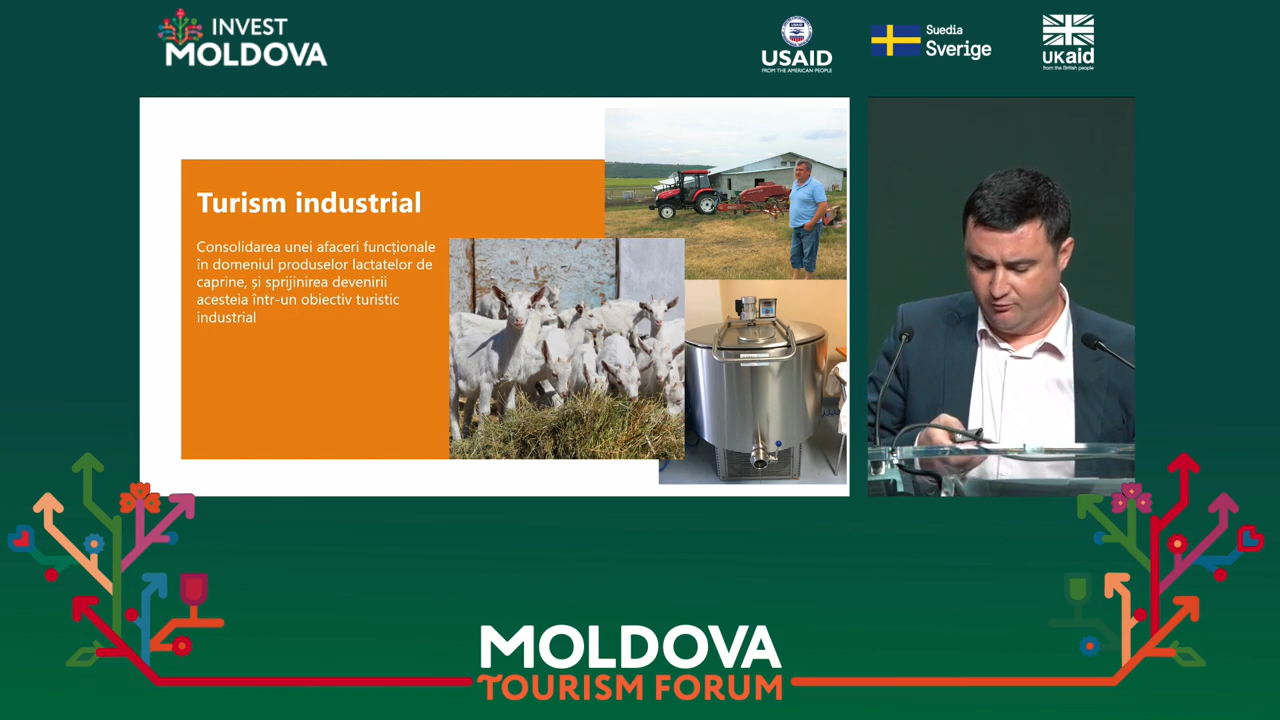 INVEST
MOLDOVA
USAID
FROM THE AMERICAN PEOPLE
Suedia
Sverige
UKaid
from the British people
Turism industrial
Consolidarea unei afaceri funcționale
în domeniul produselor lactatelor de
caprine, și sprijinirea devenirii
acesteia într-un obiectiv turistic
industrial
MOLDOVA
TOURISM FORUM